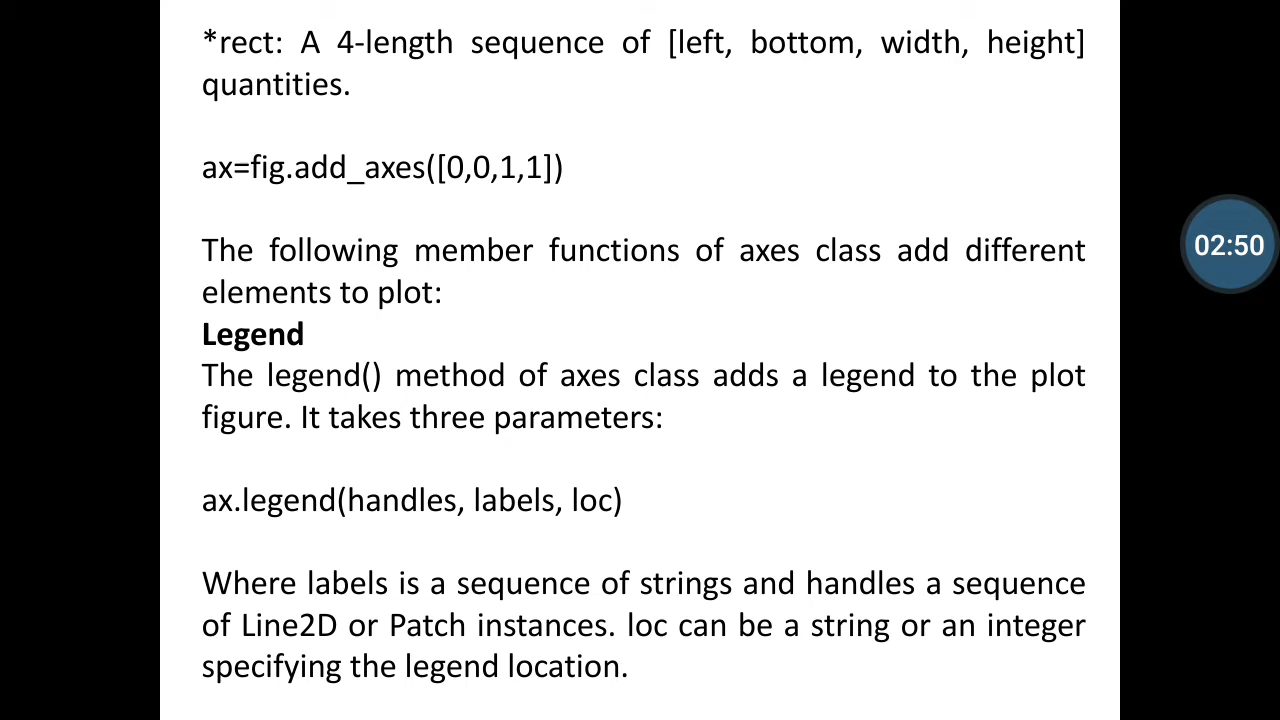 *rect: A 4-length sequence of [left, bottom, width, height]
quantities.
ax=fig.add_axes([0,0,1,1])
The following member functions of axes class add different
elements to plot:
Legend
The legend() method of axes class adds a legend to the plot
figure. It takes three parameters:
ax.legend(handles, labels, loc)
Where labels is a sequence of strings and handles a sequence
of Line2D or Patch instances. loc can be a string or an integer
specifying the legend location.
02:50